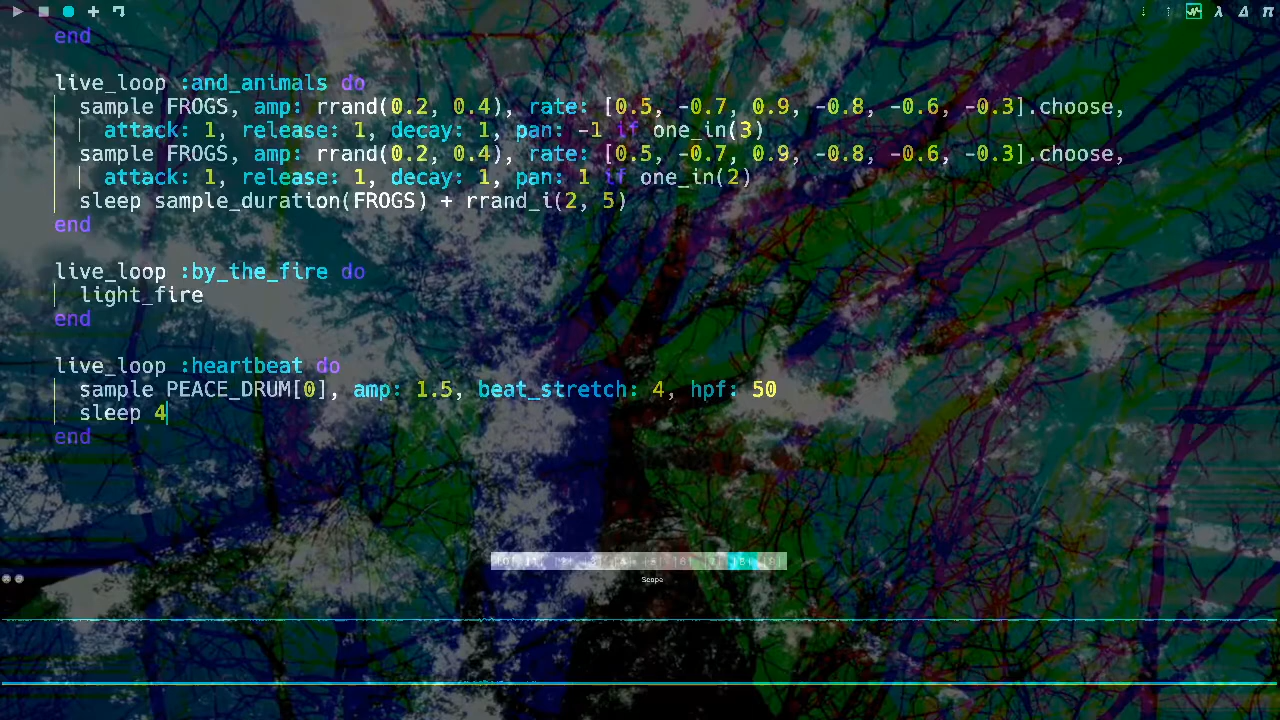 end
live_loop :and_animals do
sample FROGS, amp: rrand(0.2, 0.4), rate: [0.5, -0.7, 0.9, -0.8, -0.6, -0.3].choose,
attack: 1, release: 1, decay: 1, pan: -1 if one_in(3)
sample FROGS, amp: rrand(0.2, 0.4), rate: [0.5, -0.7, 0.9, -0.8, -0.6, -0.3].choose,
attack: 1, release: 1, decay: 1, pan: 1 if one_in(2)
sleep sample_duration(FROGS) + rrand_i(2, 5)
end
live_loop :by_the_fire do
light_fire
end
live_loop :heartbeat do
sample PEACE_DRUM[0], amp: 1.5, beat_stretch: 4, hpf: 50
sleep 4
end
Scope